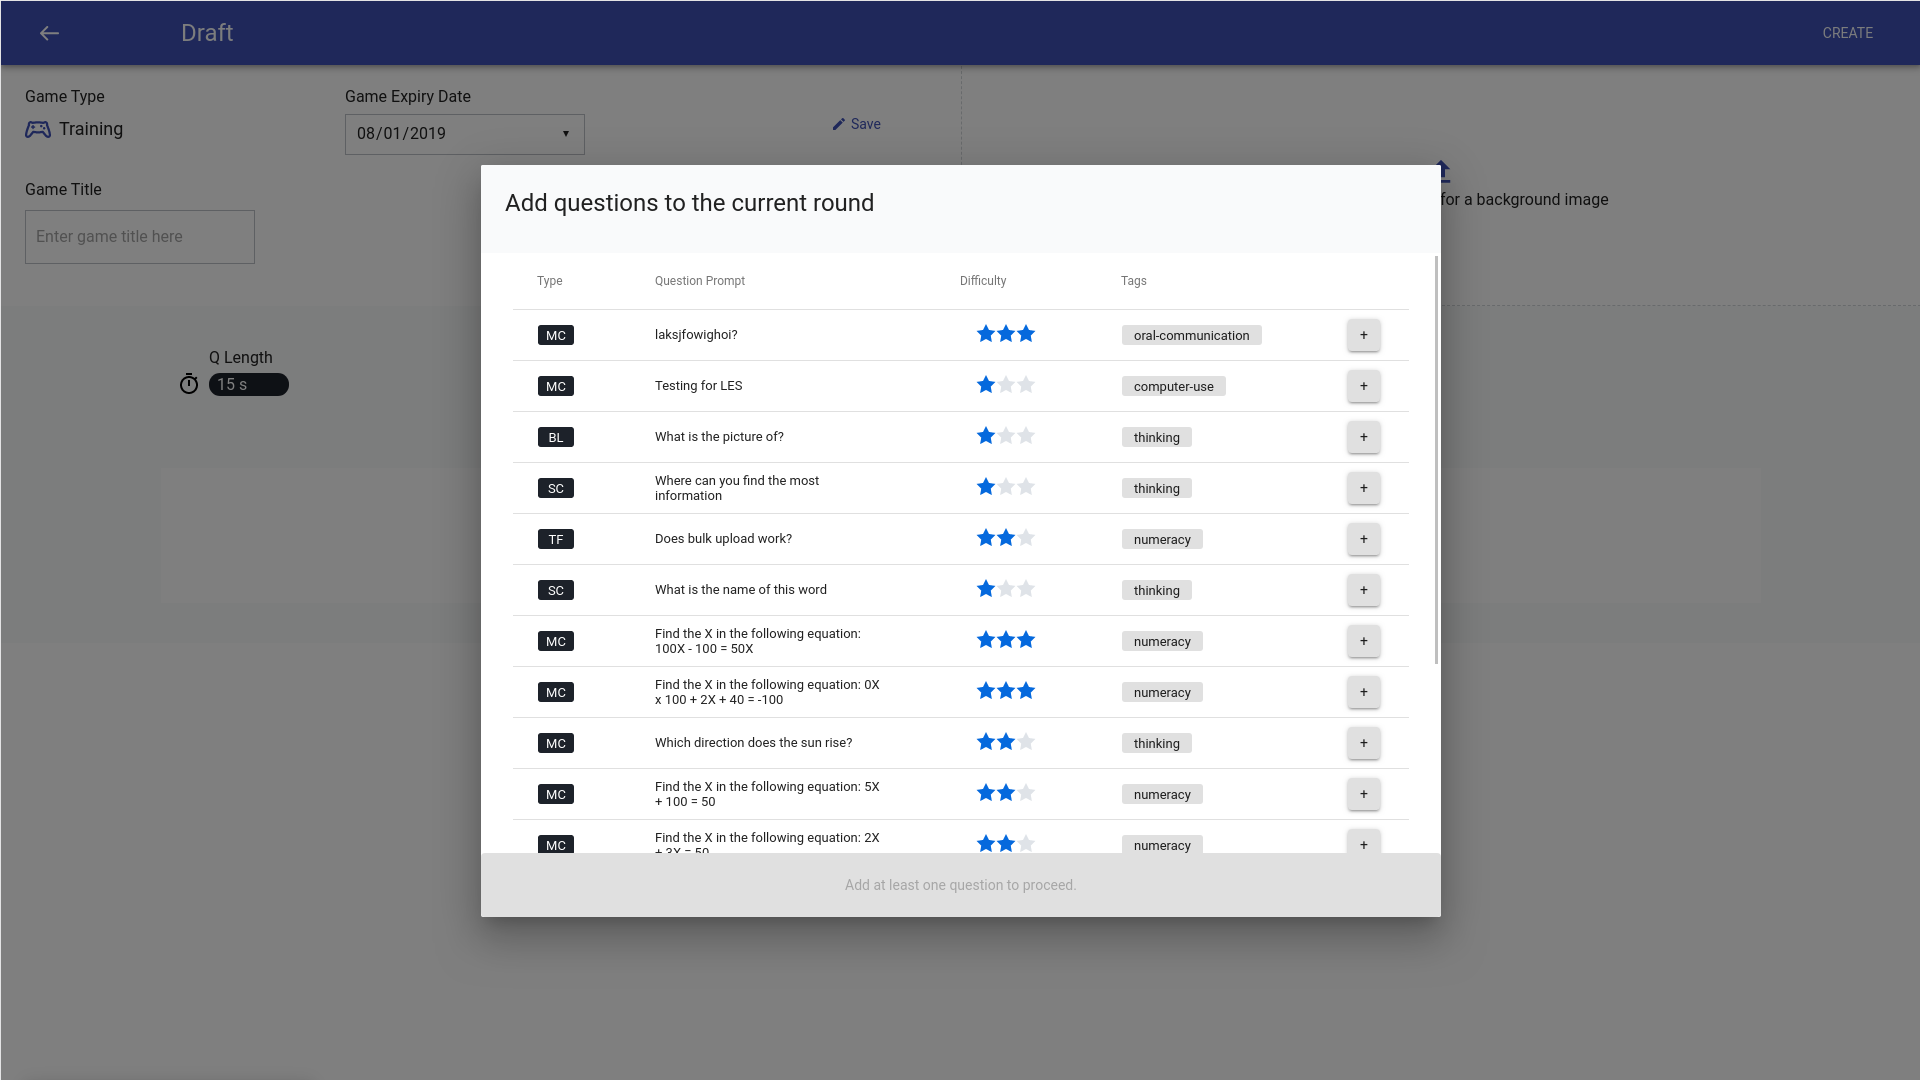 Draft
CREATE
Game Type
Training
Game Expiry Date
08/01/2019
Save
Game Title
Enter game title here
for a background image
Q Length
15 s
Add questions to the current round
Type Question Prompt Difficulty Tags
MC laksjfowighoi? oral-communication +
MC Testing for LES computer-use +
BL What is the picture of? thinking +
SC Where can you find the most
information thinking +
TF Does bulk upload work? numeracy +
SC What is the name of this word thinking +
MC Find the X in the following equation:
100X - 100 = 50X numeracy +
MC Find the X in the following equation: 0X
x 100 + 2X + 40 = -100 numeracy +
MC Which direction does the sun rise? thinking +
MC Find the X in the following equation: 5X
+ 100 = 50 numeracy +
MC Find the X in the following equation: 2X
+ 3X = 50 numeracy +
Add at least one question to proceed.